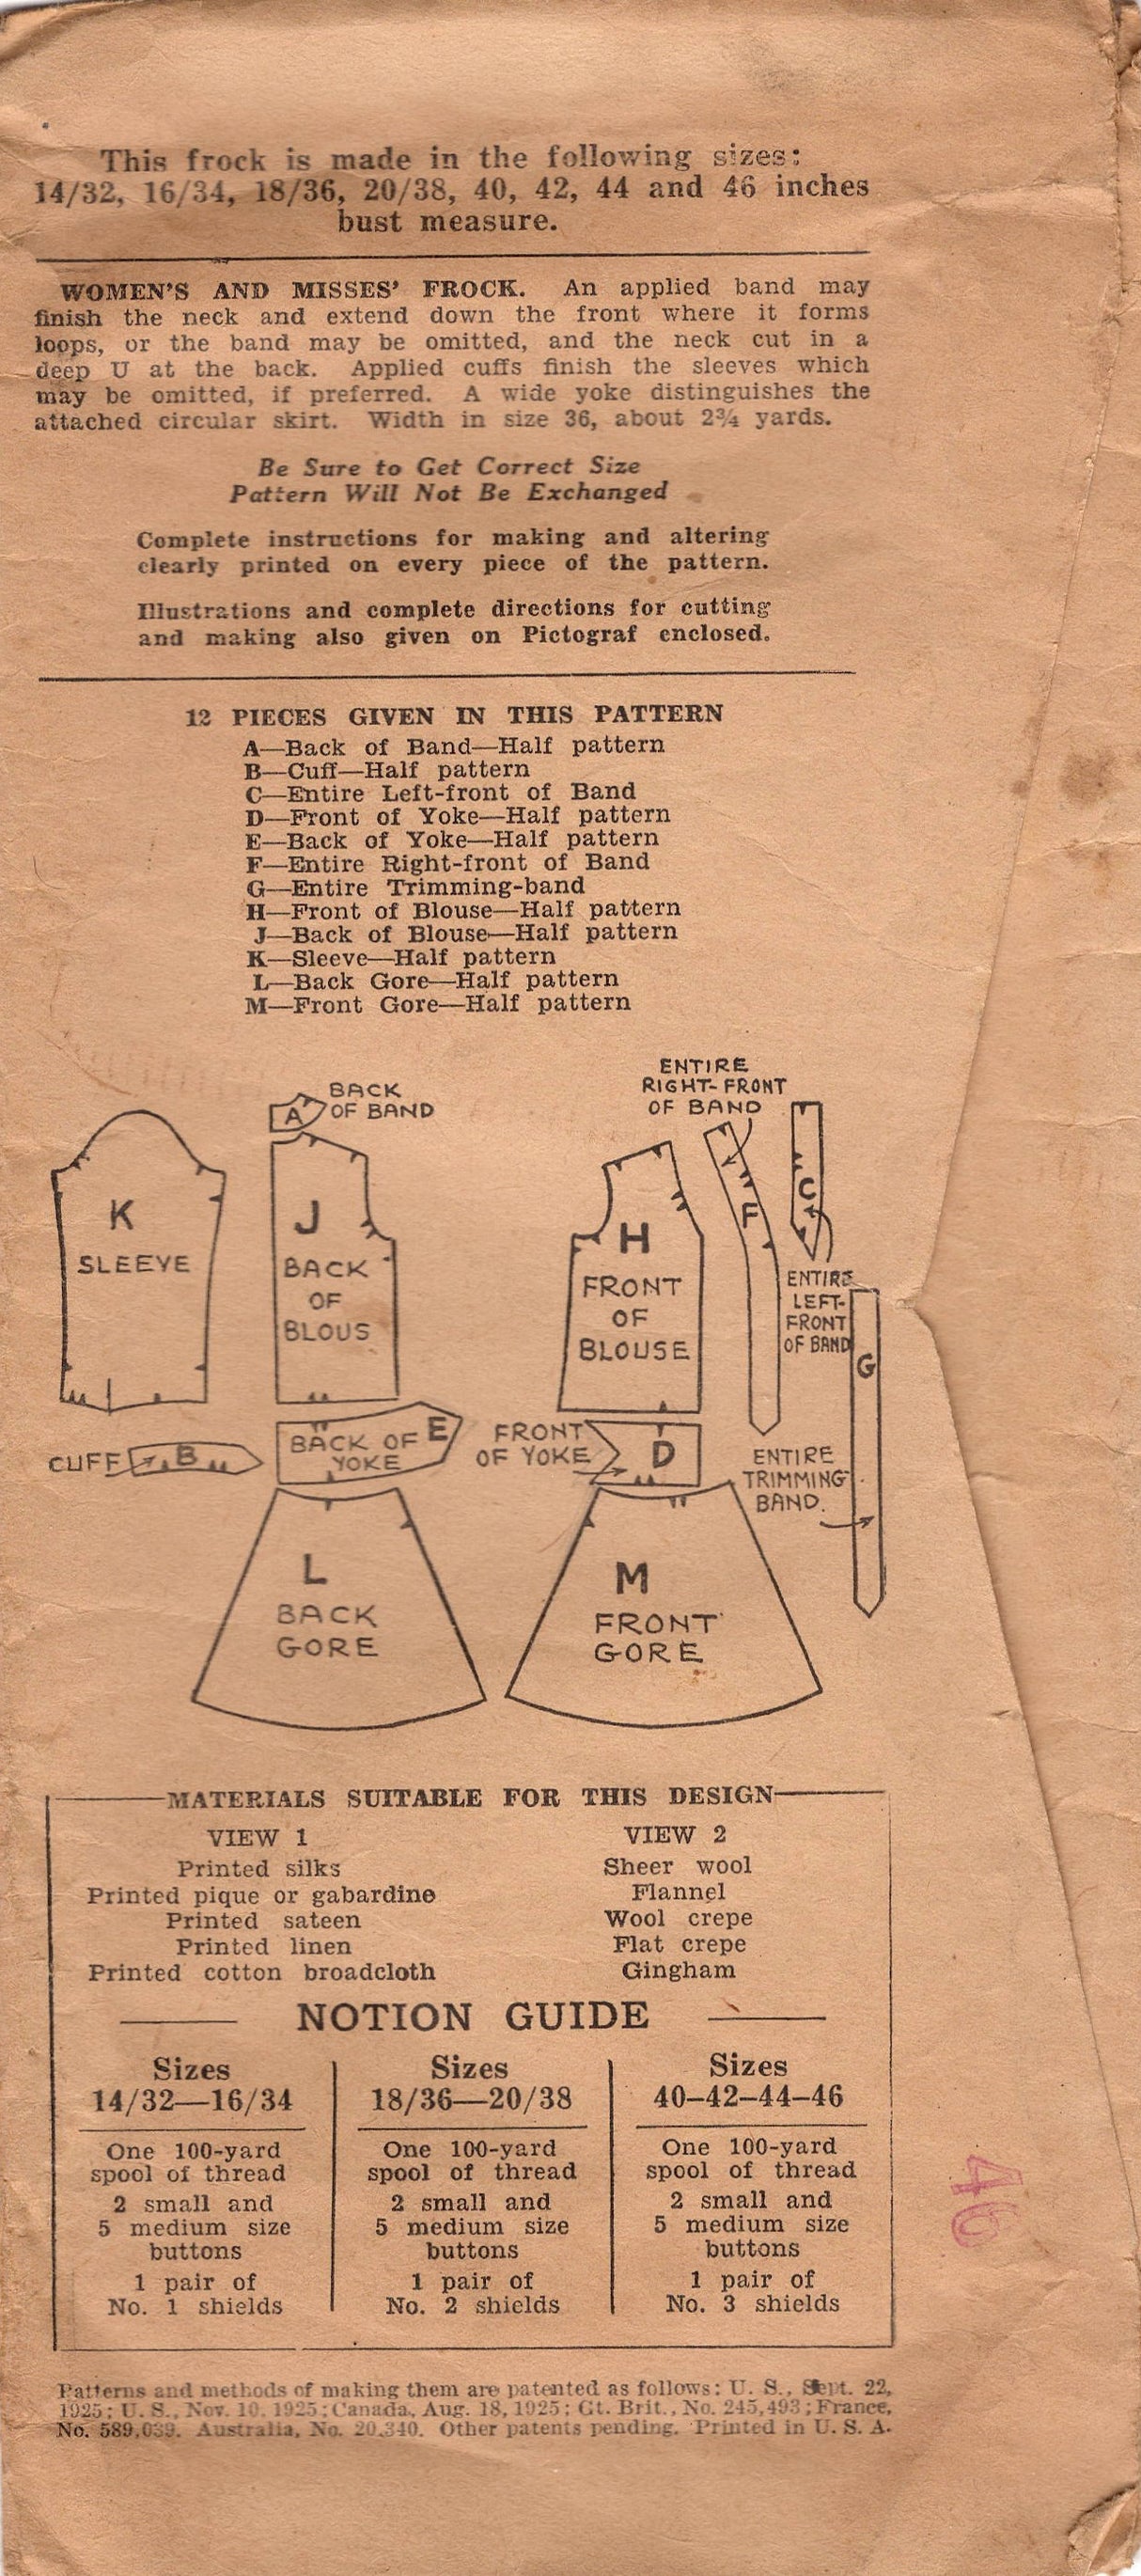 This frock is made in the following sizes:
14/32, 16/34, 18/36, 20/38, 40, 42, 44 and 46 inches
bust measure.
WOMEN'S AND MISSES' FROCK. An applied band may
finish the neck and extend down the front where it forms
loops, or the band may be omitted, and the neck cut in a
deep U at the back. Applied cuffs finish the sleeves which
may be omitted, if preferred. A wide yoke distinguishes the
attached circular skirt. Width in size 36, about 2¾ yards.
Be Sure to Get Correct Size
Pattern Will Not Be Exchanged
Complete instructions for making and altering
clearly printed on every piece of the pattern.
Illustrations and complete directions for cutting
and making also given on Pictograf enclosed.
12 PIECES GIVEN IN THIS PATTERN
A—Back of Band—Half pattern
B—Cuff—Half pattern
C—Entire Left-front of Band
D—Front of Yoke—Half pattern
E—Back of Yoke—Half pattern
F—Entire Right-front of Band
G—Entire Trimming-band
H—Front of Blouse—Half pattern
J—Back of Blouse—Half pattern
K—Sleeve—Half pattern
L—Back Gore—Half pattern
M—Front Gore—Half pattern
K
SLEEVE
A
BACK
OF BAND
J
BACK
OF
BLOUS
H
FRONT
OF
BLOUSE
ENTIRE
RIGHT-FRONT
OF BAND
F
C
ENTIRE
LEFT-
FRONT
OF BAND
G
CUFF
B
BACK OF
YOKE
E
FRONT
OF YOKE
D
ENTIRE
TRIMMING
BAND.
L
BACK
GORE
M
FRONT
GORE
MATERIALS SUITABLE FOR THIS DESIGN
VIEW 1
Printed silks
Printed pique or gabardine
Printed sateen
Printed linen
Printed cotton broadcloth
VIEW 2
Sheer wool
Flannel
Wool crepe
Flat crepe
Gingham
NOTION GUIDE
Sizes
14/32—16/34
One 100-yard
spool of thread
2 small and
5 medium size
buttons
1 pair of
No. 1 shields
Sizes
18/36—20/38
One 100-yard
spool of thread
2 small and
5 medium size
buttons
1 pair of
No. 2 shields
Sizes
40-42-44-46
One 100-yard
spool of thread
2 small and
5 medium size
buttons
1 pair of
No. 3 shields
46
Patterns and methods of making them are patented as follows: U. S., Sept. 22,
1925; U. S., Nov. 10, 1925; Canada, Aug. 18, 1925; Gt. Brit., No. 245,493; France,
No. 589,039. Australia, No. 20,340. Other patents pending. Printed in U. S. A.